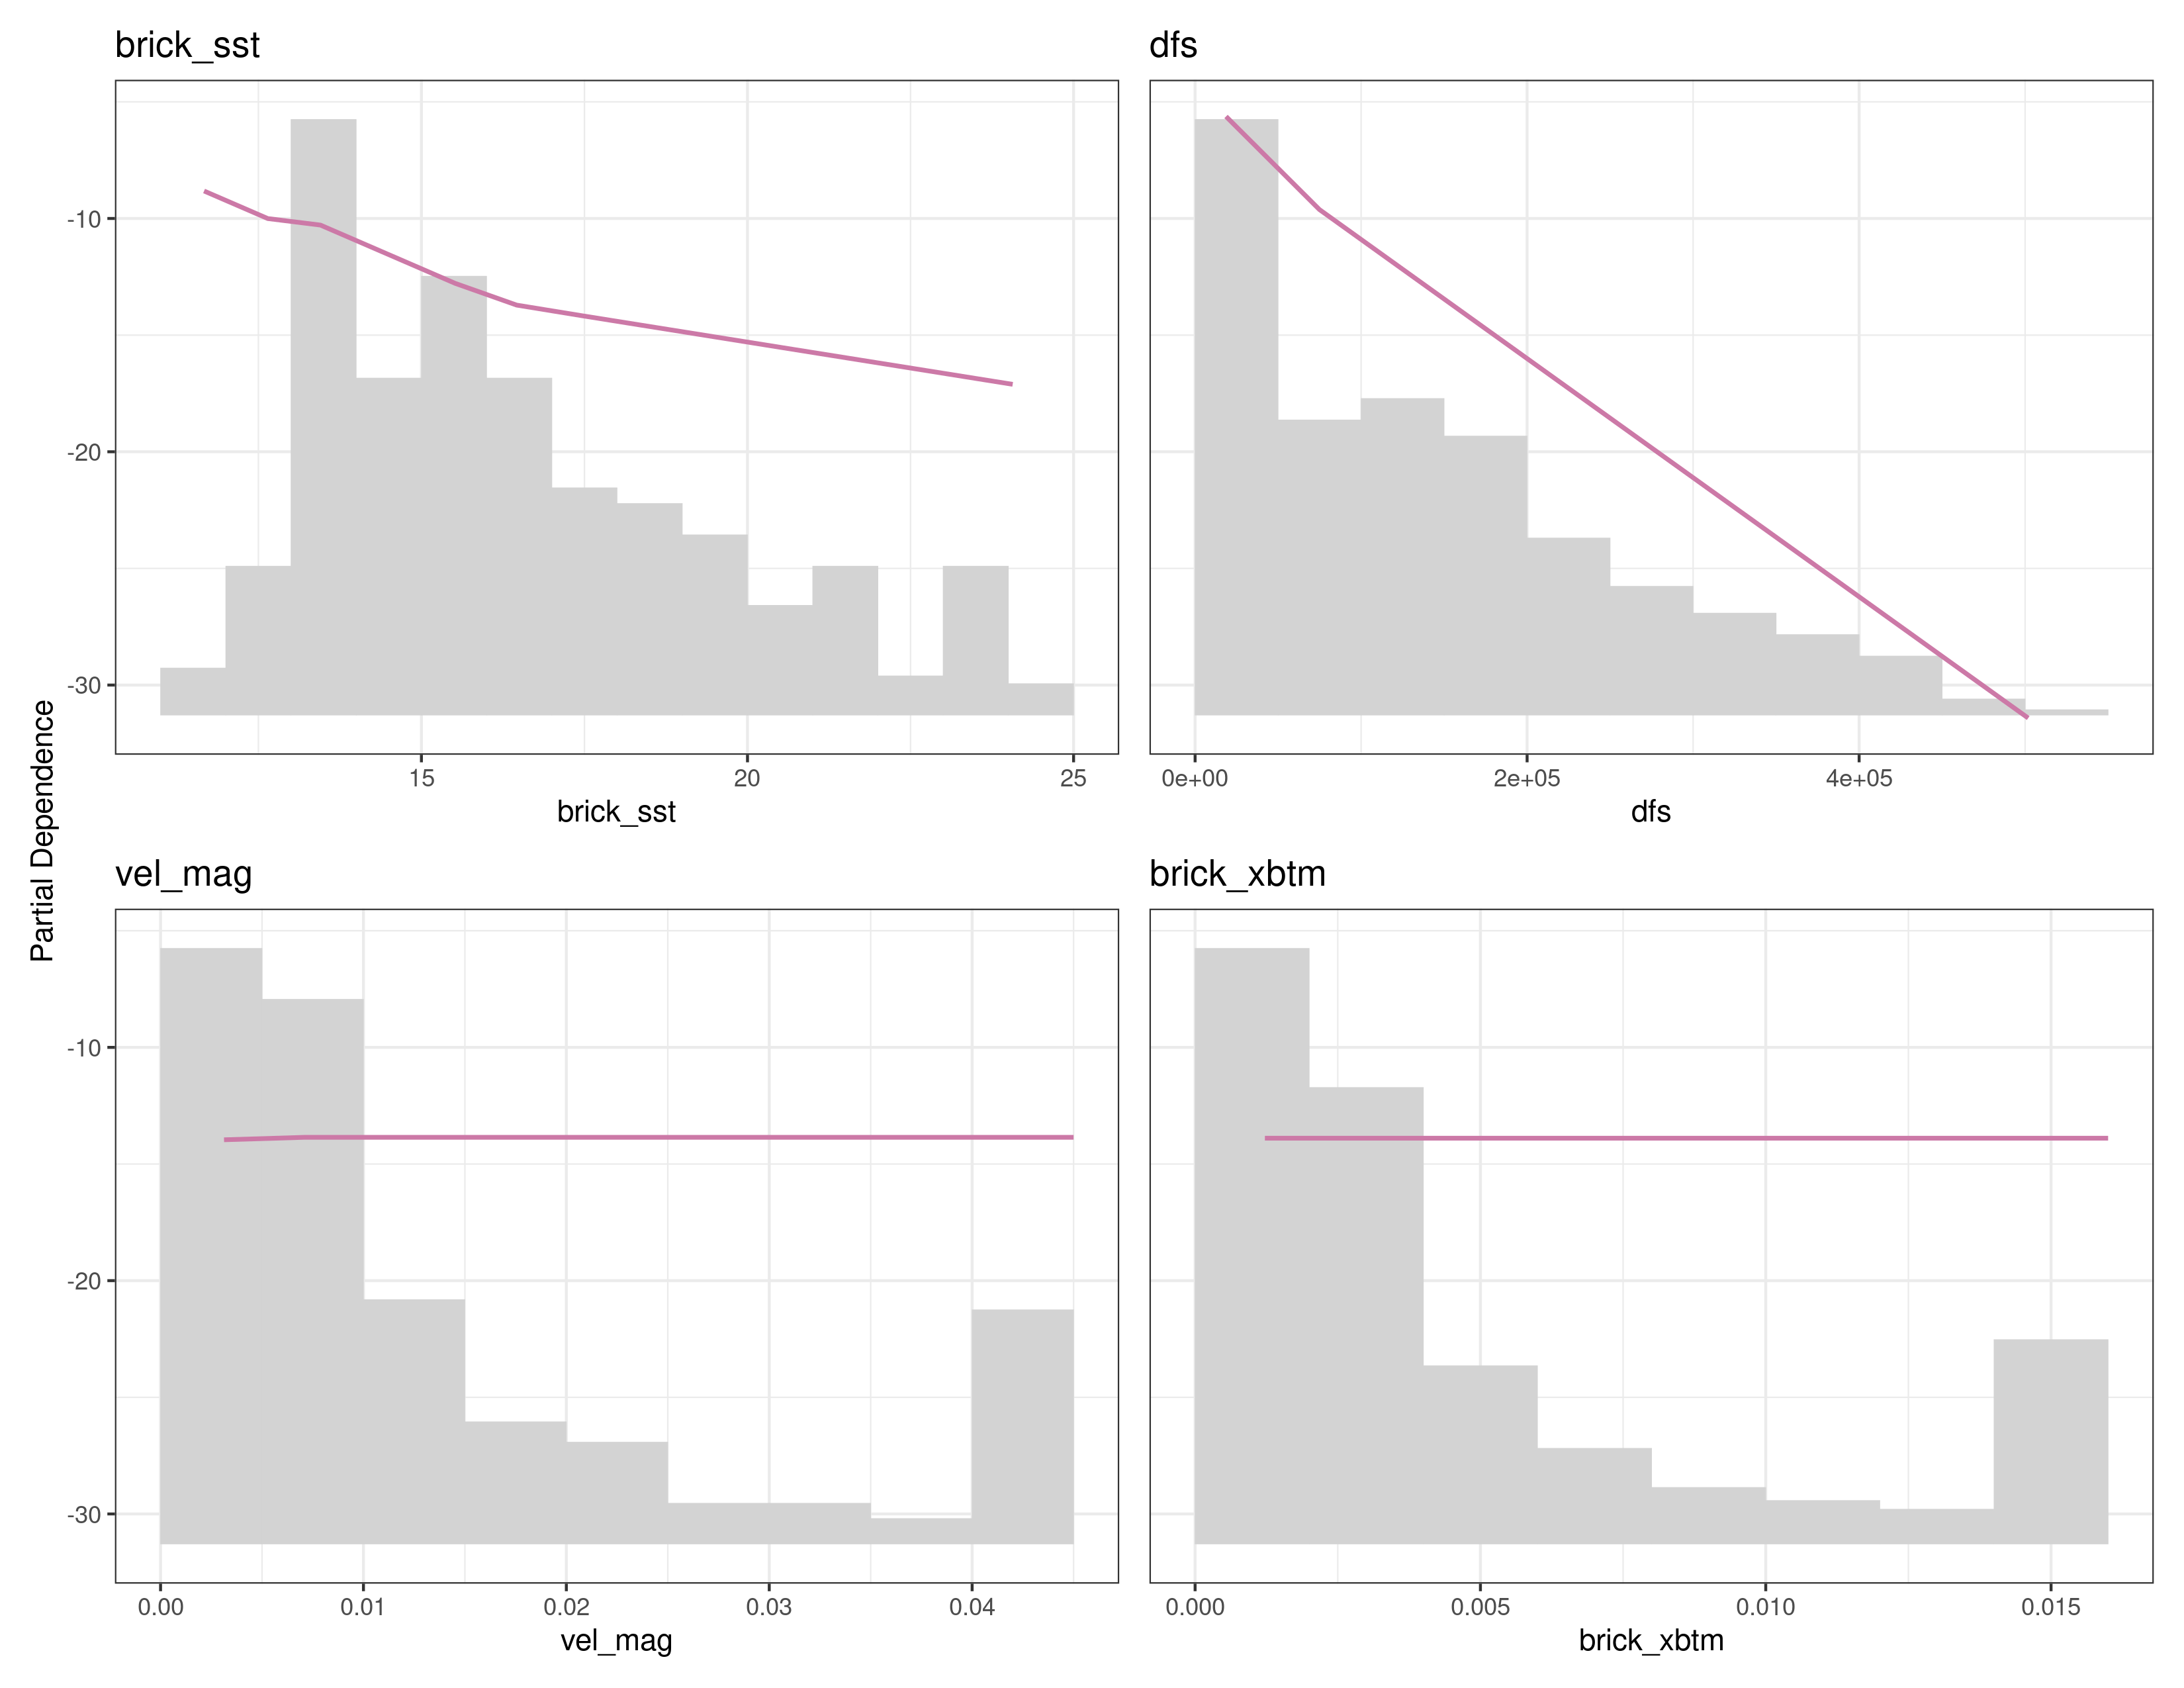 brick_sst
dfs
-10
-20
-30
15 20 25
0e+00 2e+05 4e+05
brick_sst
dfs
Partial Dependence
vel_mag
brick_xbtm
-10
-20
-30
0.00 0.01 0.02 0.03 0.04
0.000 0.005 0.010 0.015
vel_mag
brick_xbtm